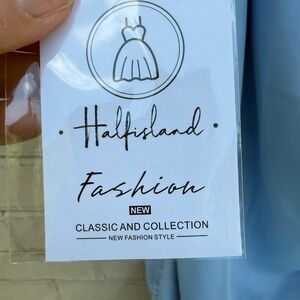 Halfisland
Fashion
NEW
CLASSIC AND COLLECTION
NEW FASHION STYLE